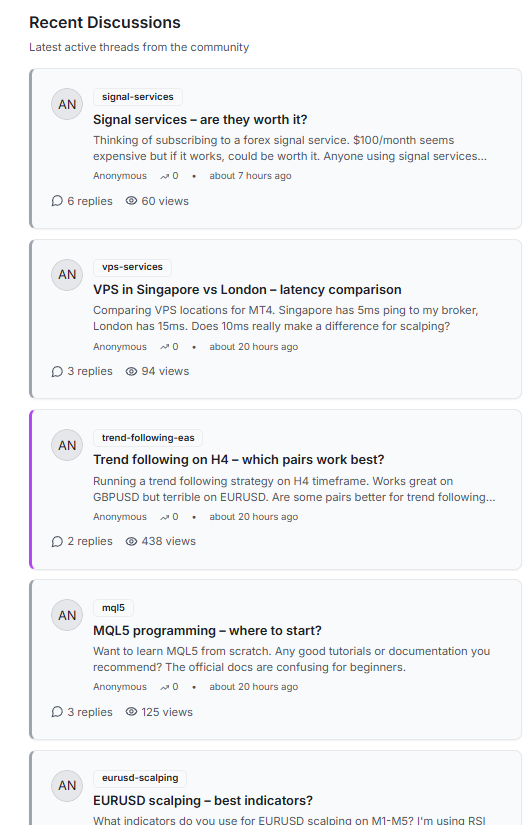 Recent Discussions
Latest active threads from the community
AN
signal-services
Signal services – are they worth it?
Thinking of subscribing to a forex signal service. $100/month seems
expensive but if it works, could be worth it. Anyone using signal services...
Anonymous 0 • about 7 hours ago
6 replies 60 views
AN
vps-services
VPS in Singapore vs London – latency comparison
Comparing VPS locations for MT4. Singapore has 5ms ping to my broker,
London has 15ms. Does 10ms really make a difference for scalping?
Anonymous 0 • about 20 hours ago
3 replies 94 views
AN
trend-following-eas
Trend following on H4 – which pairs work best?
Running a trend following strategy on H4 timeframe. Works great on
GBPUSD but terrible on EURUSD. Are some pairs better for trend following...
Anonymous 0 • about 20 hours ago
2 replies 438 views
AN
mql5
MQL5 programming – where to start?
Want to learn MQL5 from scratch. Any good tutorials or documentation you
recommend? The official docs are confusing for beginners.
Anonymous 0 • about 20 hours ago
3 replies 125 views
AN
eurusd-scalping
EURUSD scalping – best indicators?
What indicators do you use for EURUSD scalping on M1-M5? I'm using RSI